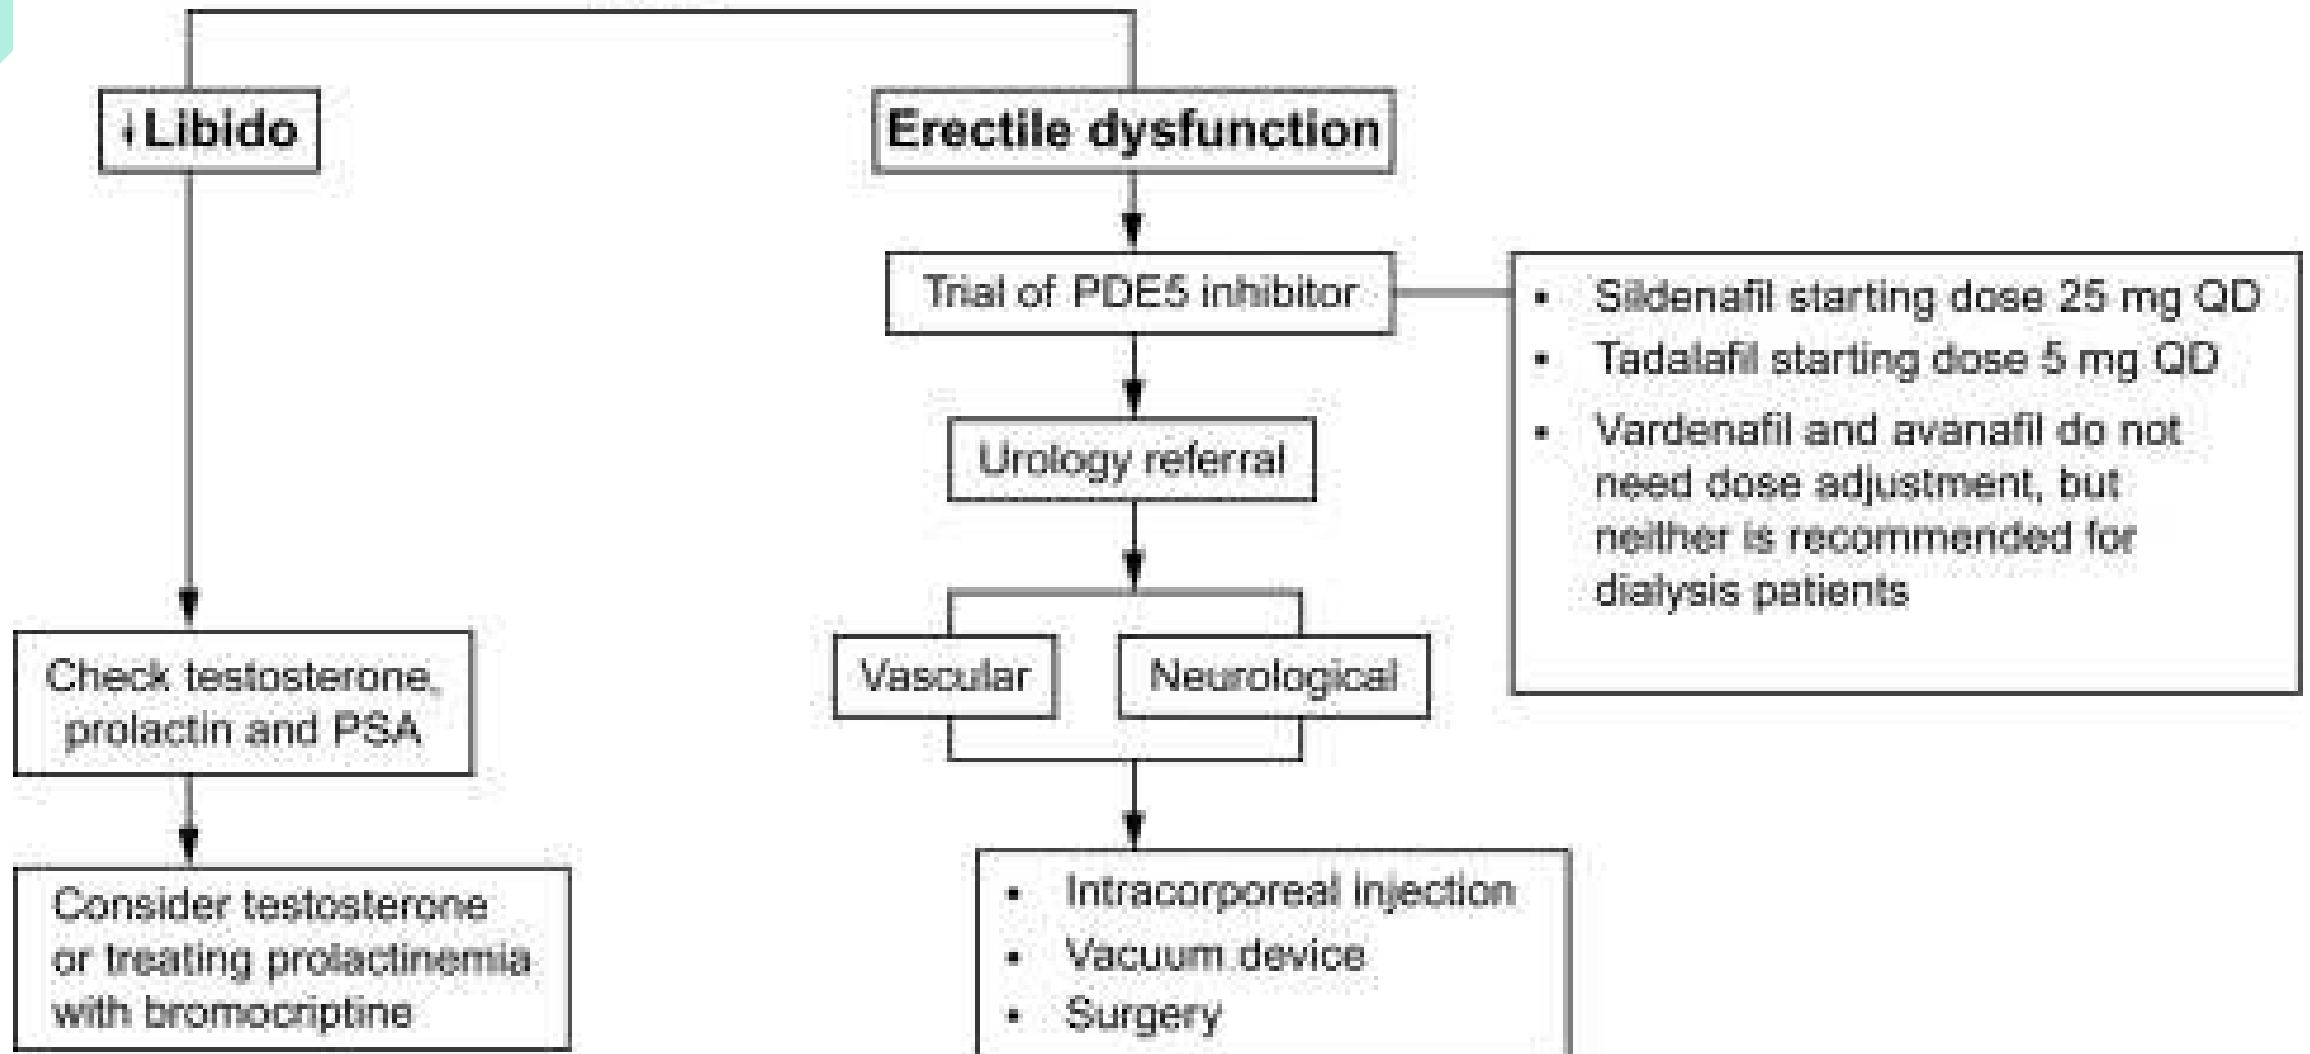 ↓Libido
Erectile dysfunction
Trial of PDE5 inhibitor
• Sildenafil starting dose 25 mg QD
• Tadalafil starting dose 5 mg QD
• Vardenafil and avanafil do not
need dose adjustment, but
neither is recommended for
dialysis patients
Urology referral
Vascular
Neurological
Check testosterone,
prolactin and PSA
Consider testosterone
or treating prolactinemia
with bromocriptine
• Intracorporeal injection
• Vacuum device
• Surgery